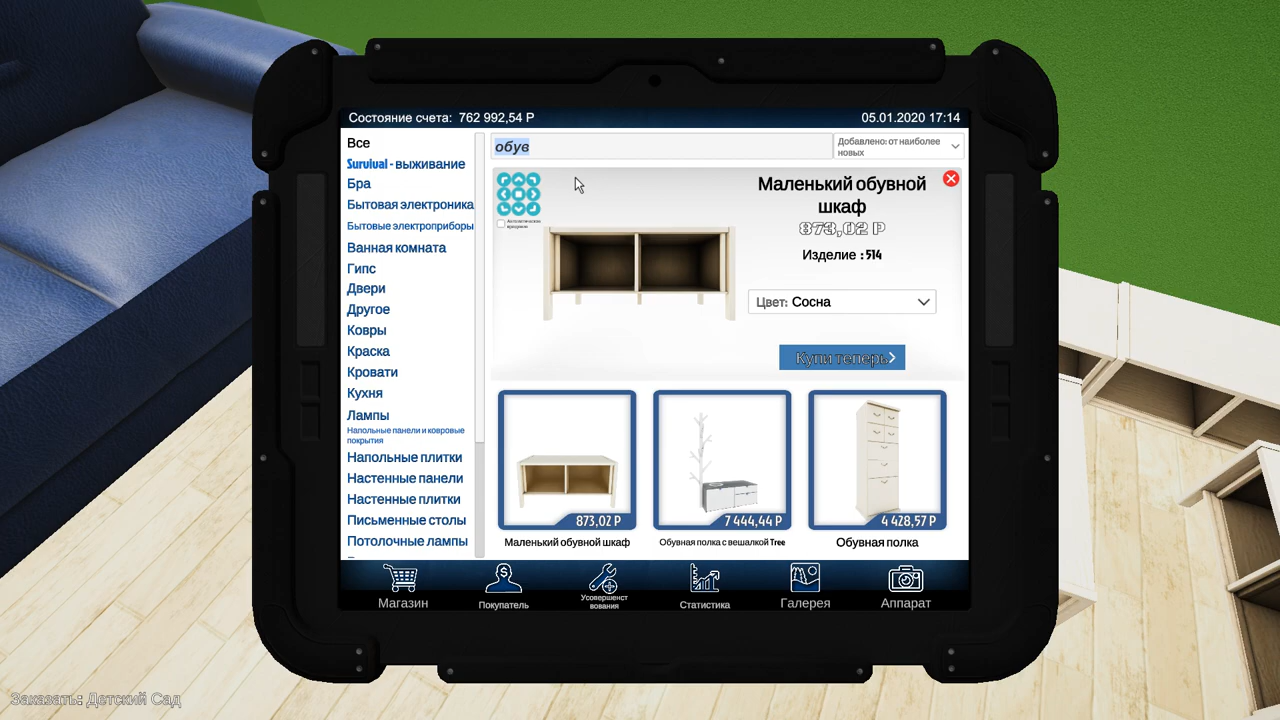 Состояние счета: 762 992,54 Р
05.01.2020 17:14
Все
Survival - выживание
Бра
Бытовая электроника
Бытовые электроприборы
Ванная комната
Гипс
Двери
Другое
Ковры
Краска
Кровати
Кухня
Лампы
Напольные панели и ковровые
покрытия
Напольные плитки
Настенные панели
Настенные плитки
Письменные столы
Потолочные лампы
обув
Добавлено: от наиболее
новых
Маленький обувной
шкаф
873,02 Р
Изделие : 514
Цвет: Сосна
Купи теперь
873,02 Р
Маленький обувной шкаф
7 444,44 Р
Обувная полка с вешалкой Tree
4 428,57 Р
Обувная полка
Магазин
Покупатель
Усовершенст
вования
Статистика
Галерея
Аппарат
Заказать: Детский Сад